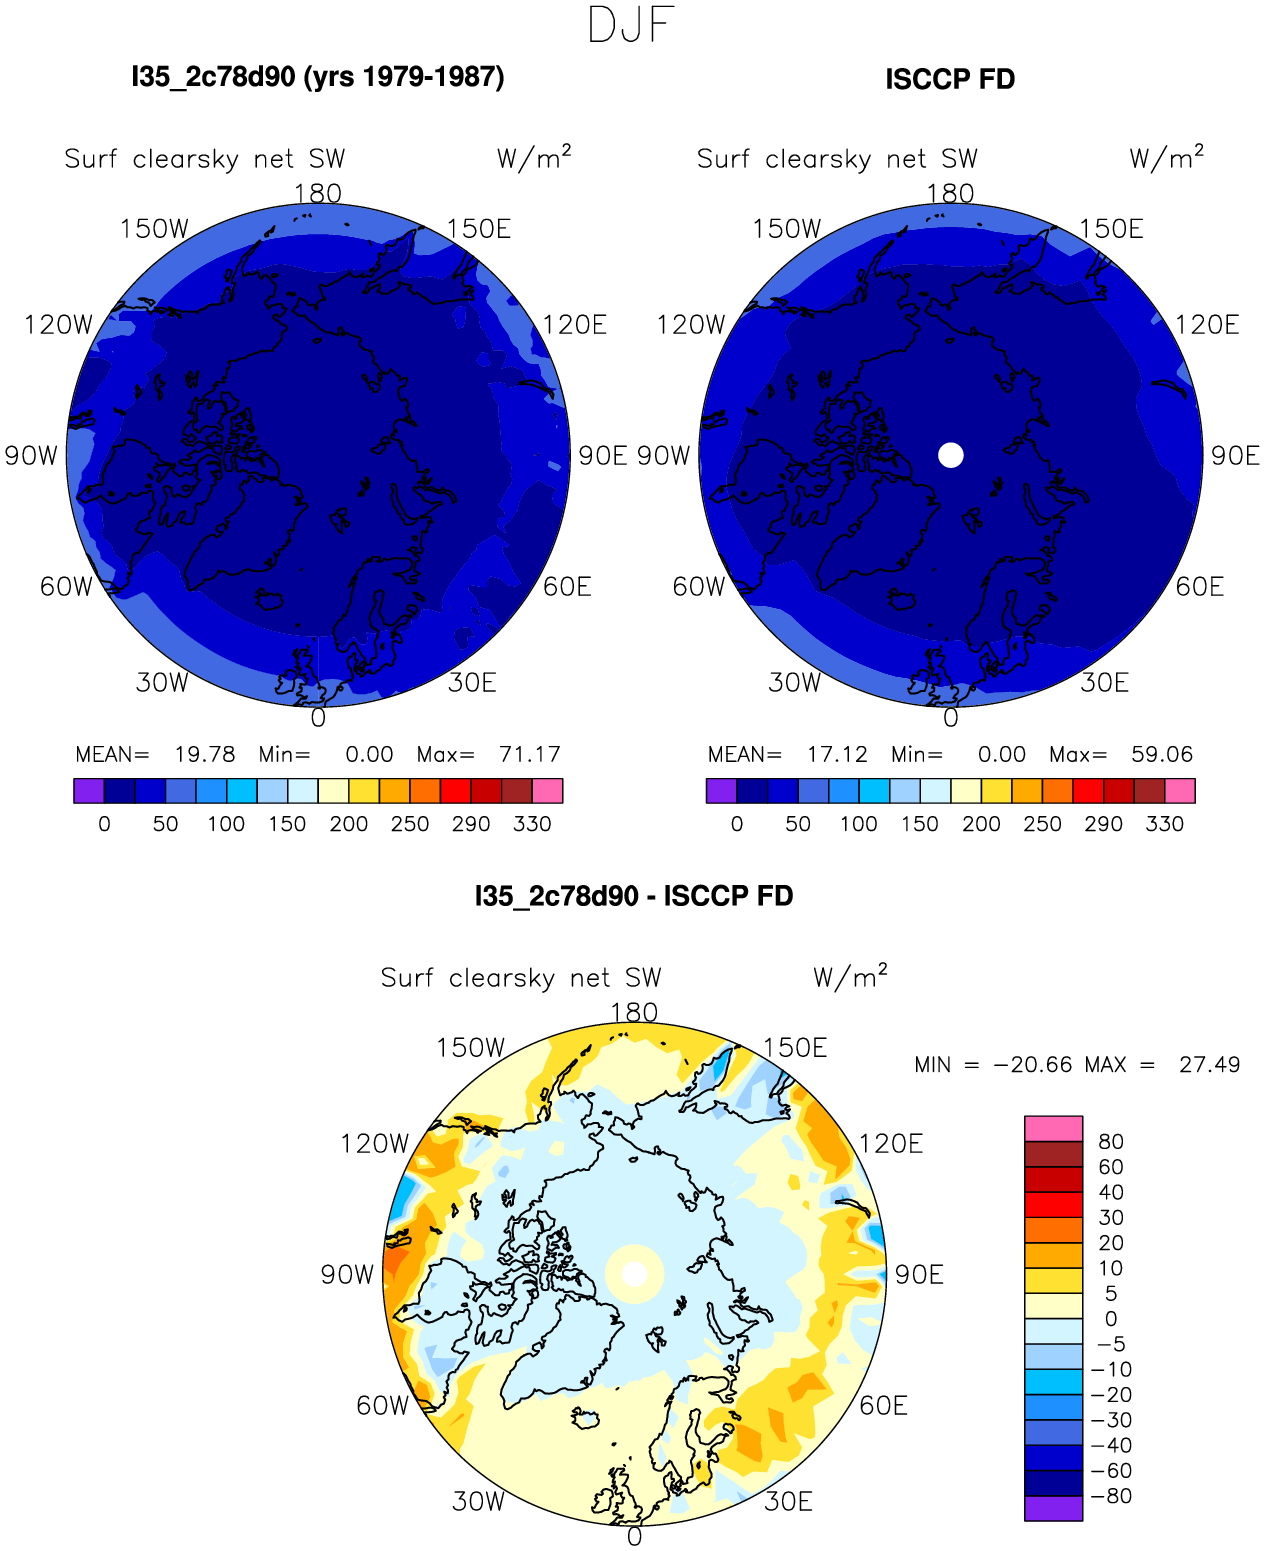 DJF
I35_2c78d90 (yrs 1979-1987)
Surf clearsky net SW W/m²
180
150W 150E
120W 120E
90W 90E
60W 60E
30W 30E
0
MEAN= 19.78 Min= 0.00 Max= 71.17
0 50 100 150 200 250 290 330
ISCCP FD
Surf clearsky net SW W/m²
180
150W 150E
120W 120E
90W 90E
60W 60E
30W 30E
0
MEAN= 17.12 Min= 0.00 Max= 59.06
0 50 100 150 200 250 290 330
I35_2c78d90 - ISCCP FD
Surf clearsky net SW W/m²
180
150W 150E
120W 120E
90W 90E
60W 60E
30W 30E
0
MIN = −20.66 MAX = 27.49
80
60
40
30
20
10
5
0
−5
−10
−20
−30
−40
−60
−80